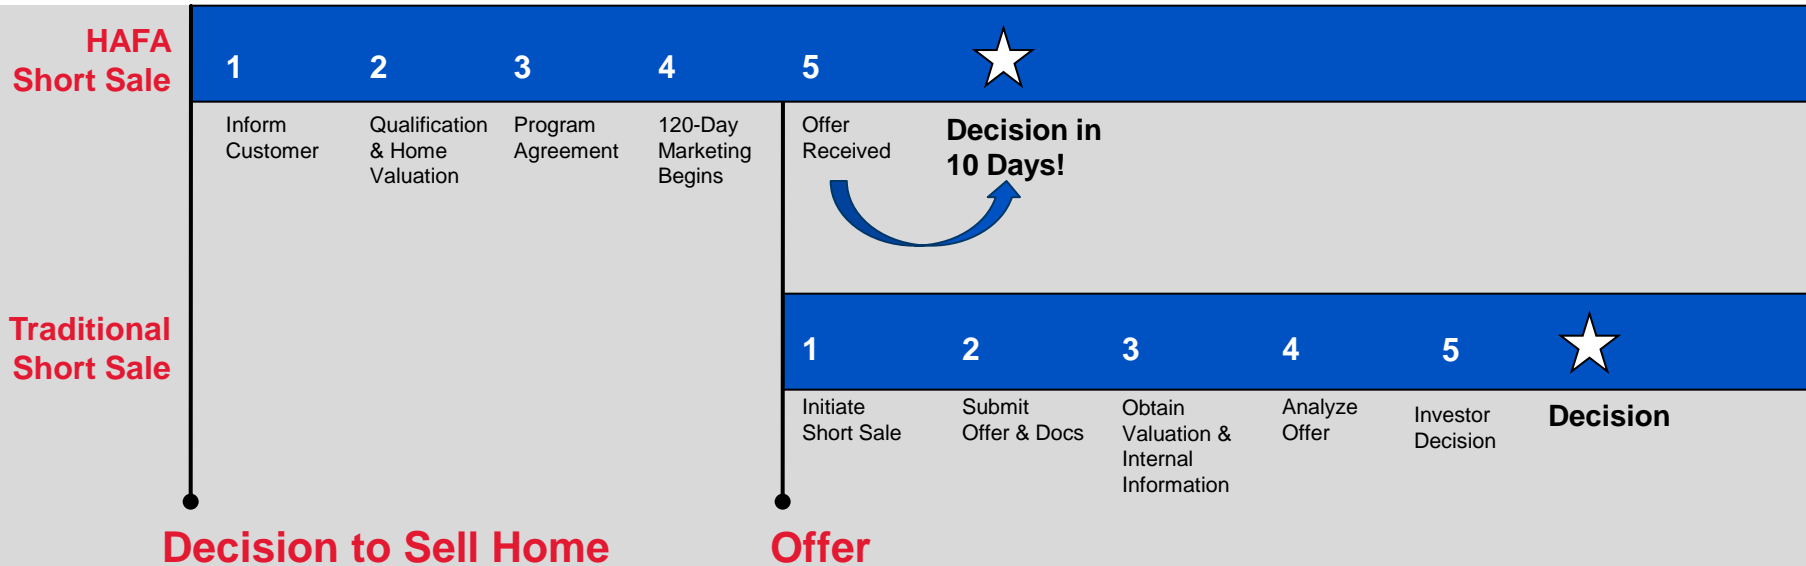 HAFA
Short Sale
1
2
3
4
5
Inform
Customer
Qualification
& Home
Valuation
Program
Agreement
120-Day
Marketing
Begins
Offer
Received
Decision in
10 Days!
Traditional
Short Sale
1
2
3
4
5
Initiate
Short Sale
Submit
Offer & Docs
Obtain
Valuation &
Internal
Information
Analyze
Offer
Investor
Decision
Decision
Decision to Sell Home
Offer